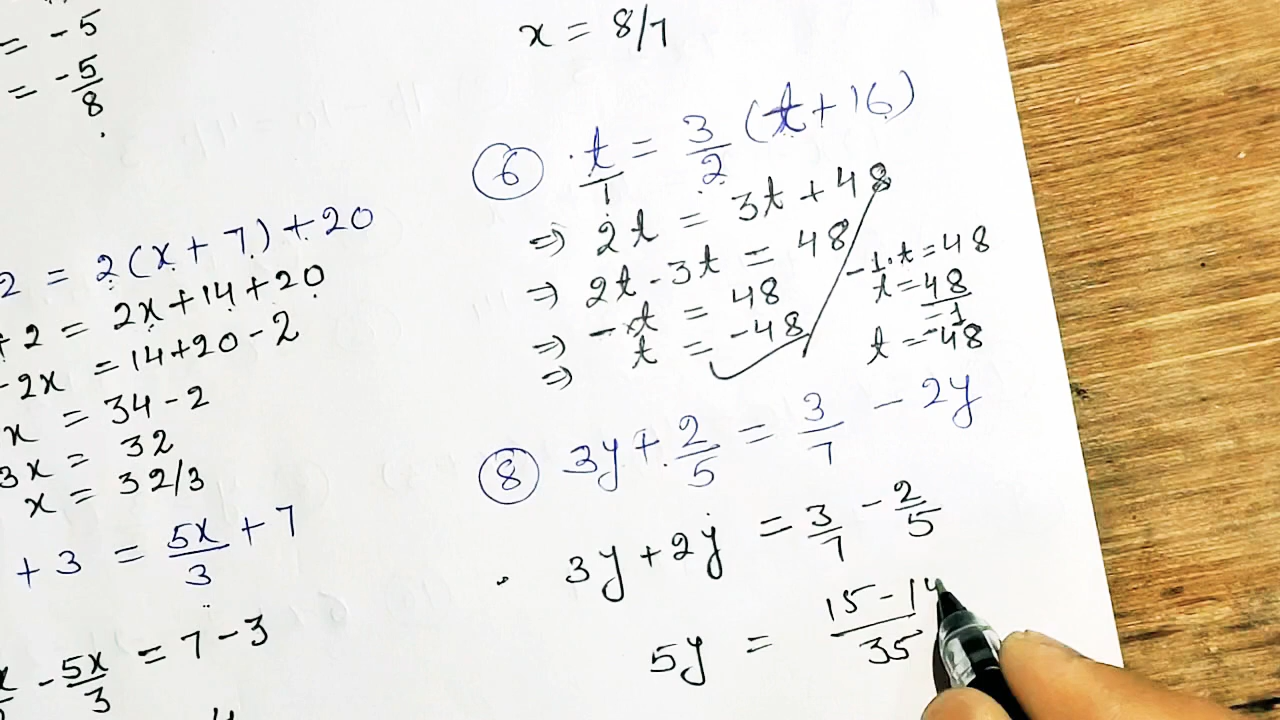 = -5
= -5/8
2 = 2(x + 7) + 20
+ 2 = 2x + 14 + 20
- 2x = 14 + 20 - 2
x = 34 - 2
3x = 32
x = 32/3
+ 3 = 5x/3 + 7
- 5x/3 = 7 - 3
4
x = 8/7
⑥ t/1 = 3/2 (t + 16)
⇒ 2t = 3t + 48
⇒ 2t - 3t = 48
⇒ -t = 48
⇒ t = -48
-1·t = 48
t = 48/-1
t = -48
⑧ 3y + 2/5 = 3/7 - 2y
3y + 2y = 3/7 - 2/5
5y = 15 - 14/35